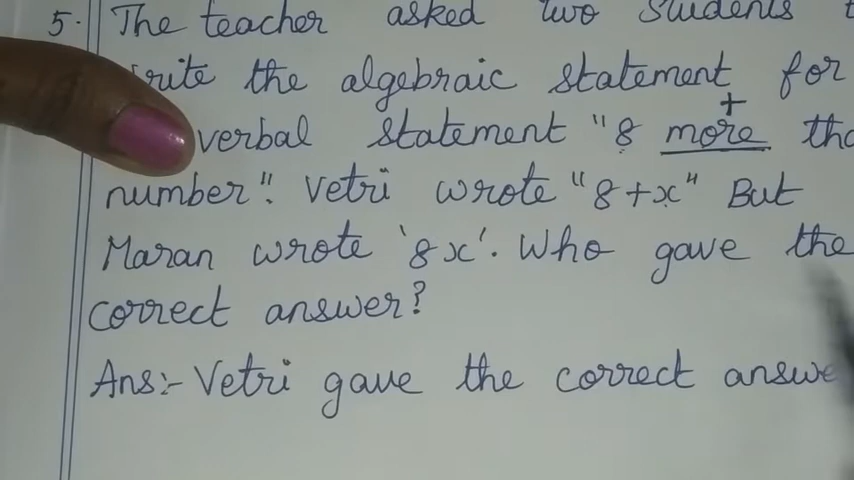 5. The teacher asked two students
the algebraic statement for
verbal statement "8 more
+
number". Vetri wrote "8+x" But
Maran wrote '8x'. Who gave the
correct answer?
Ans:- Vetri gave the correct